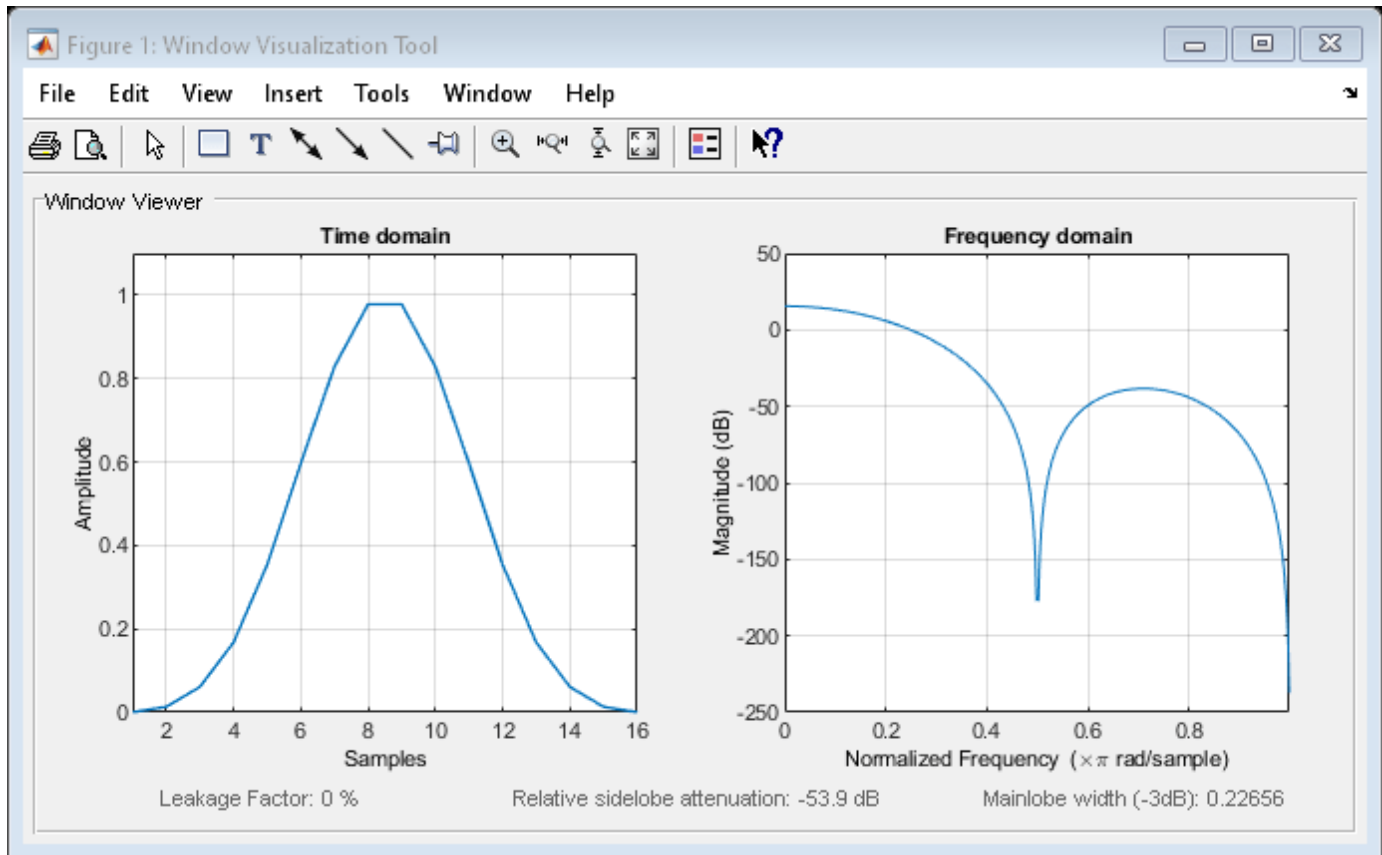 Figure 1: Window Visualization Tool
File Edit View Insert Tools Window Help
T
?
Window Viewer
Time domain
1
0.8
0.6
0.4
0.2
0
Amplitude
2 4 6 8 10 12 14 16
Samples
Frequency domain
50
0
-50
-100
-150
-200
-250
Magnitude (dB)
0 0.2 0.4 0.6 0.8
Normalized Frequency (×π rad/sample)
Leakage Factor: 0 % Relative sidelobe attenuation: -53.9 dB Mainlobe width (-3dB): 0.22656